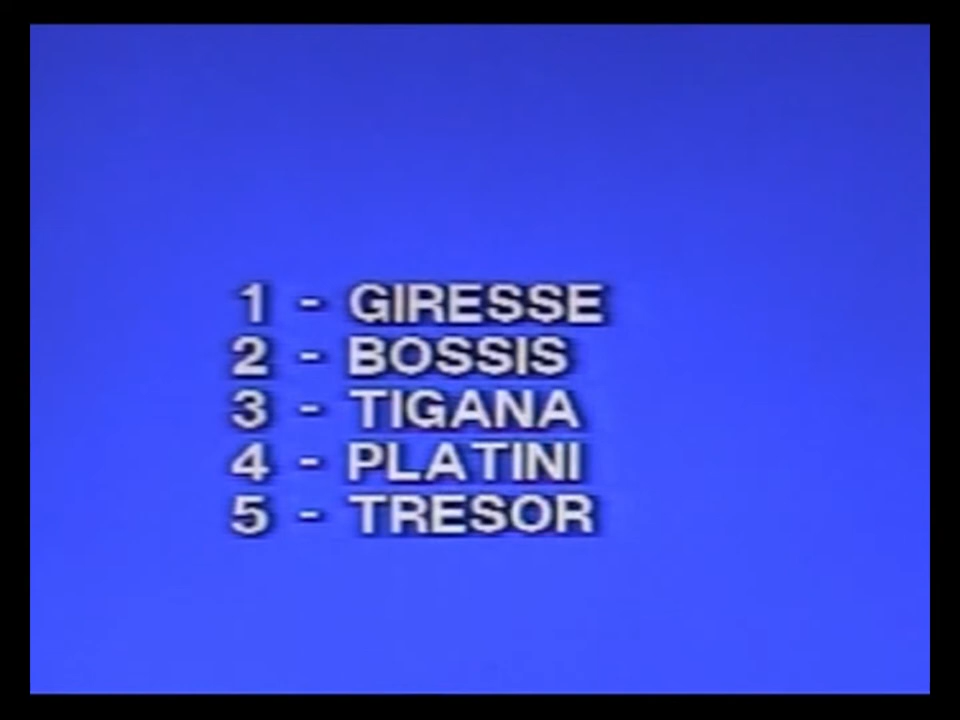 1 - GIRESSE
2 - BOSSIS
3 - TIGANA
4 - PLATINI
5 - TRESOR